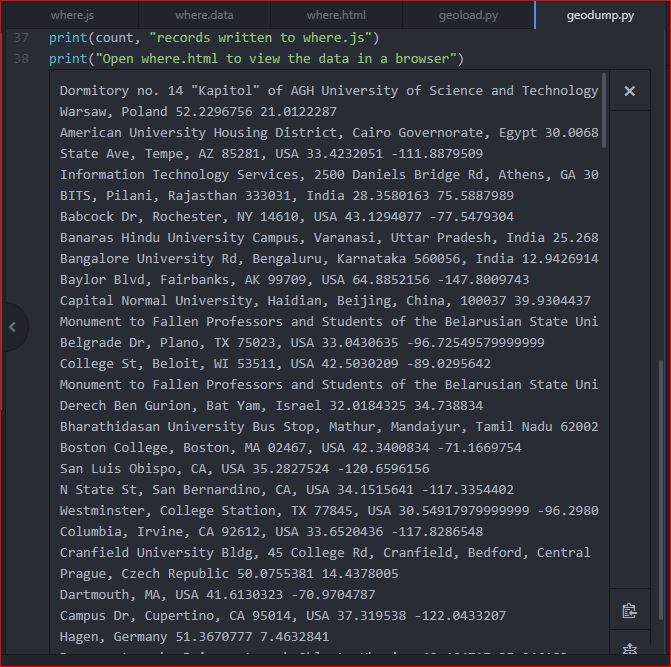 where.js where.data where.html geoload.py geodump.py
37 print(count, "records written to where.js")
38 print("Open where.html to view the data in a browser")
Dormitory no. 14 "Kapitol" of AGH University of Science and Technology
Warsaw, Poland 52.2296756 21.0122287
American University Housing District, Cairo Governorate, Egypt 30.0068
State Ave, Tempe, AZ 85281, USA 33.4232051 -111.8879509
Information Technology Services, 2500 Daniels Bridge Rd, Athens, GA 30
BITS, Pilani, Rajasthan 333031, India 28.3580163 75.5887989
Babcock Dr, Rochester, NY 14610, USA 43.1294077 -77.5479304
Banaras Hindu University Campus, Varanasi, Uttar Pradesh, India 25.268
Bangalore University Rd, Bengaluru, Karnataka 560056, India 12.9426914
Baylor Blvd, Fairbanks, AK 99709, USA 64.8852156 -147.8009743
Capital Normal University, Haidian, Beijing, China, 100037 39.9304437
Monument to Fallen Professors and Students of the Belarusian State Uni
Belgrade Dr, Plano, TX 75023, USA 33.0430635 -96.72549579999999
College St, Beloit, WI 53511, USA 42.5030209 -89.0295642
Monument to Fallen Professors and Students of the Belarusian State Uni
Derech Ben Gurion, Bat Yam, Israel 32.0184325 34.738834
Bharathidasan University Bus Stop, Mathur, Mandaiyur, Tamil Nadu 62002
Boston College, Boston, MA 02467, USA 42.3400834 -71.1669754
San Luis Obispo, CA, USA 35.2827524 -120.6596156
N State St, San Bernardino, CA, USA 34.1515641 -117.3354402
Westminster, College Station, TX 77845, USA 30.54917979999999 -96.2980
Columbia, Irvine, CA 92612, USA 33.6520436 -117.8286548
Cranfield University Bldg, 45 College Rd, Cranfield, Bedford, Central
Prague, Czech Republic 50.0755381 14.4378005
Dartmouth, MA, USA 41.6130323 -70.9704787
Campus Dr, Cupertino, CA 95014, USA 37.319538 -122.0433207
Hagen, Germany 51.3670777 7.4632841